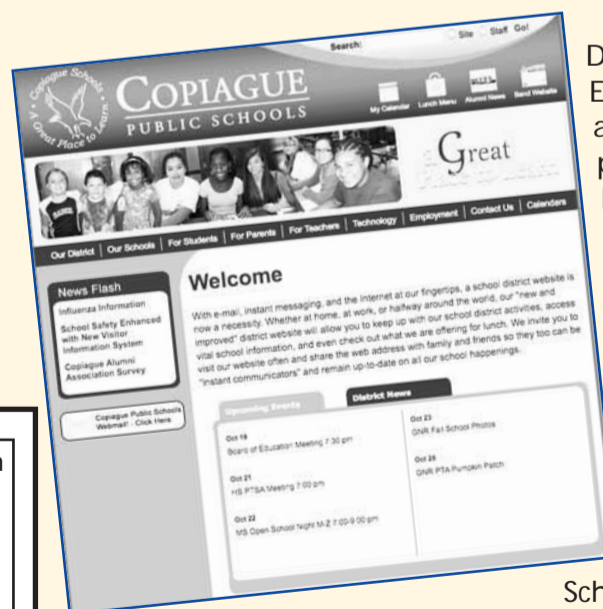 Search:
Site Staff Go!
Copiague Schools
A Great Place to Learn
COPIAGUE
PUBLIC SCHOOLS
My Calendar Lunch Menu Alumni News Band Website
Great
Our District Our Schools For Students For Parents For Teachers Technology Employment Contact Us Calendars
News Flash
Influenza Information
School Safety Enhanced
with New Visitor
Information System
Copiague Alumni
Association Survey
Copiague Public Schools
Webmail! - Click Here
Welcome
With e-mail, instant messaging, and the Internet at our fingertips, a school district website is
now a necessity. Whether at home, at work, or halfway around the world, our "new and
improved" district website will allow you to keep up with our school district activities, access
vital school information, and even check out what we are offering for lunch. We invite you to
visit our website often and share the web address with family and friends so they too can be
"instant communicators" and remain up-to-date on all our school happenings.
Upcoming Events
District News
Oct 19
Board of Education Meeting 7:30 pm
Oct 21
HS PTSA Meeting 7:00 pm
Oct 22
MS Open School Night M-Z 7:00-9:00 pm
Oct 23
GNR Fall School Photos
Oct 25
GNR PTA Pumpkin Patch
D
E
a
Sch